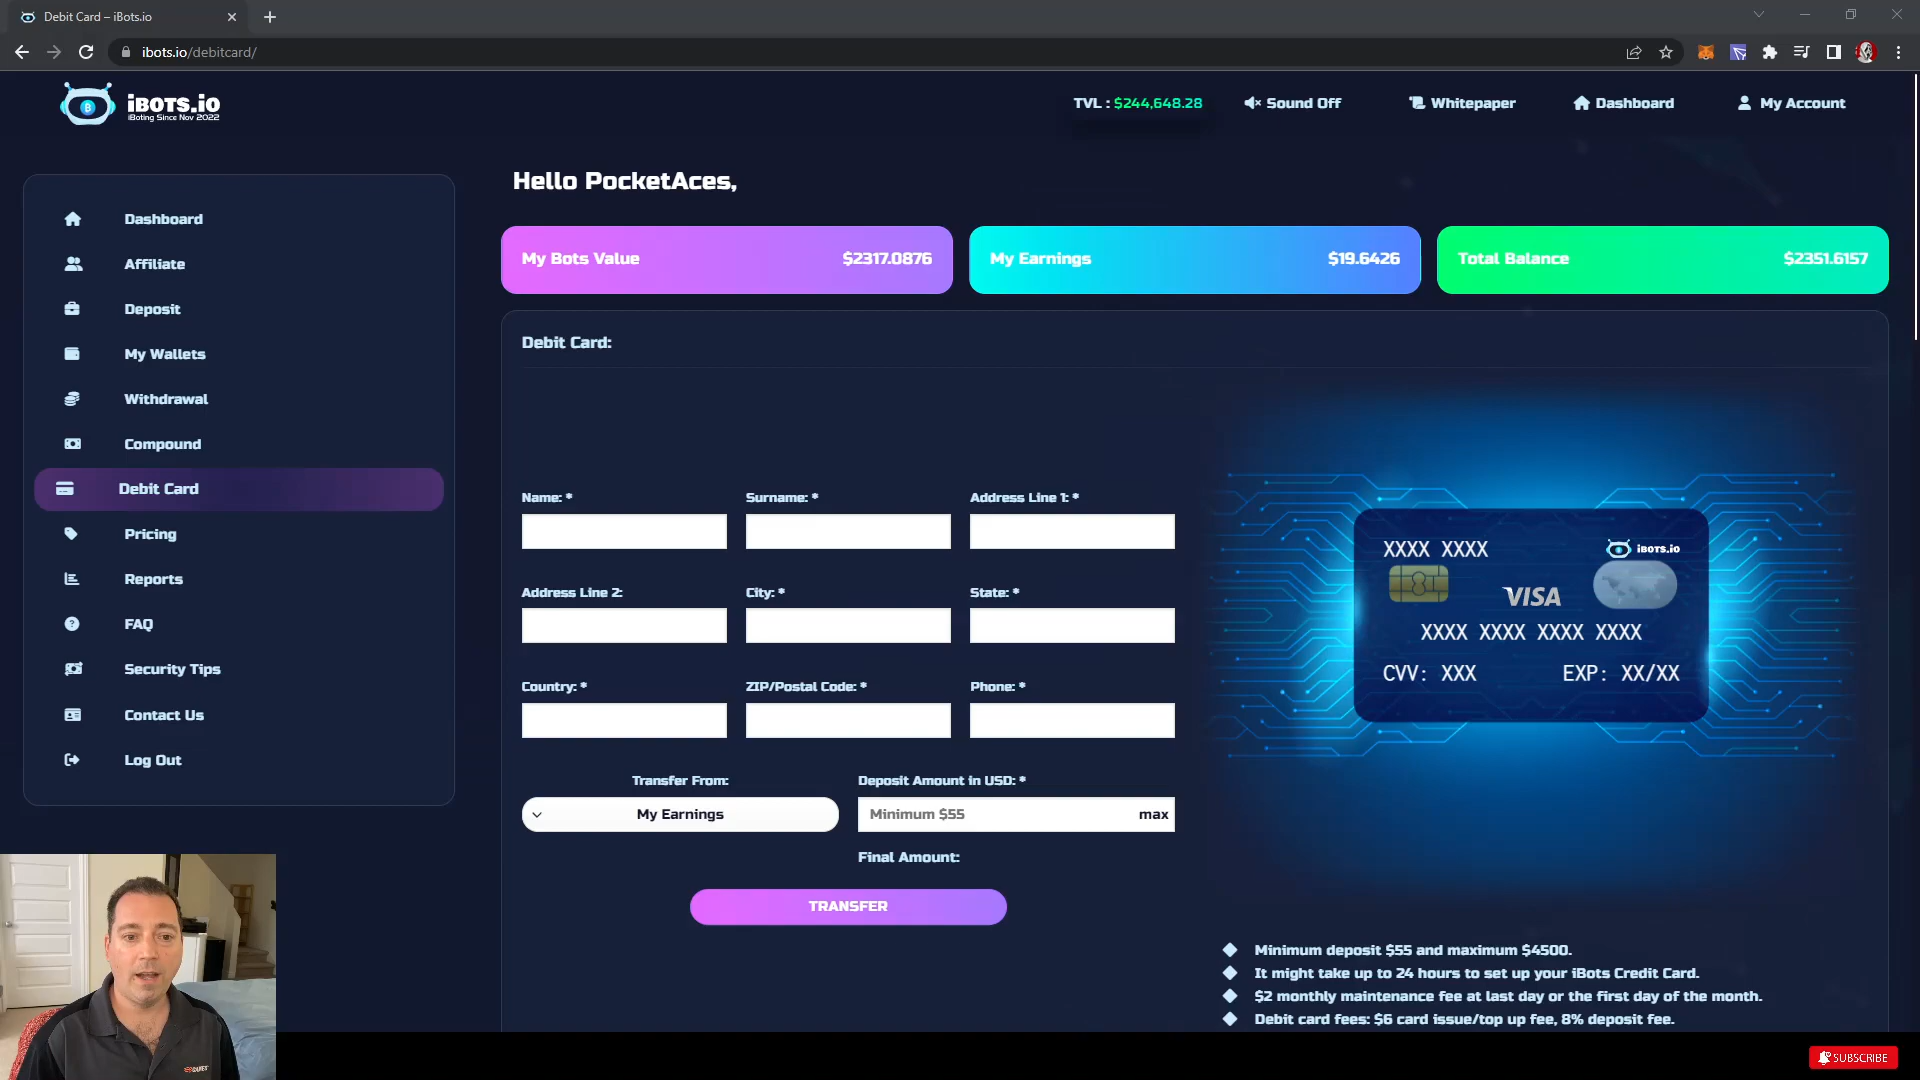 Debit Card – iBots.io
ibots.io/debitcard/
iBOTS.iO
iBoting Since Nov 2022
TVL : $244,648.28
Sound Off
Whitepaper
Dashboard
My Account
Dashboard
Affiliate
Deposit
My Wallets
Withdrawal
Compound
Debit Card
Pricing
Reports
FAQ
Security Tips
Contact Us
Log Out
Hello PocketAces,
My Bots Value $2317.0876
My Earnings $19.6426
Total Balance $2351.6157
Debit Card:
Name: * Surname: * Address Line 1: *
Address Line 2: City: * State: *
Country: * ZIP/Postal Code: * Phone: *
Transfer From: Deposit Amount in USD: *
My Earnings Minimum $55 max
Final Amount:
TRANSFER
XXXX XXXX iBOTS.iO
VISA
XXXX XXXX XXXX XXXX
CVV: XXX EXP: XX/XX
Minimum deposit $55 and maximum $4500.
It might take up to 24 hours to set up your iBots Credit Card.
$2 monthly maintenance fee at last day or the first day of the month.
Debit card fees: $6 card issue/top up fee, 8% deposit fee.
SUBSCRIBE